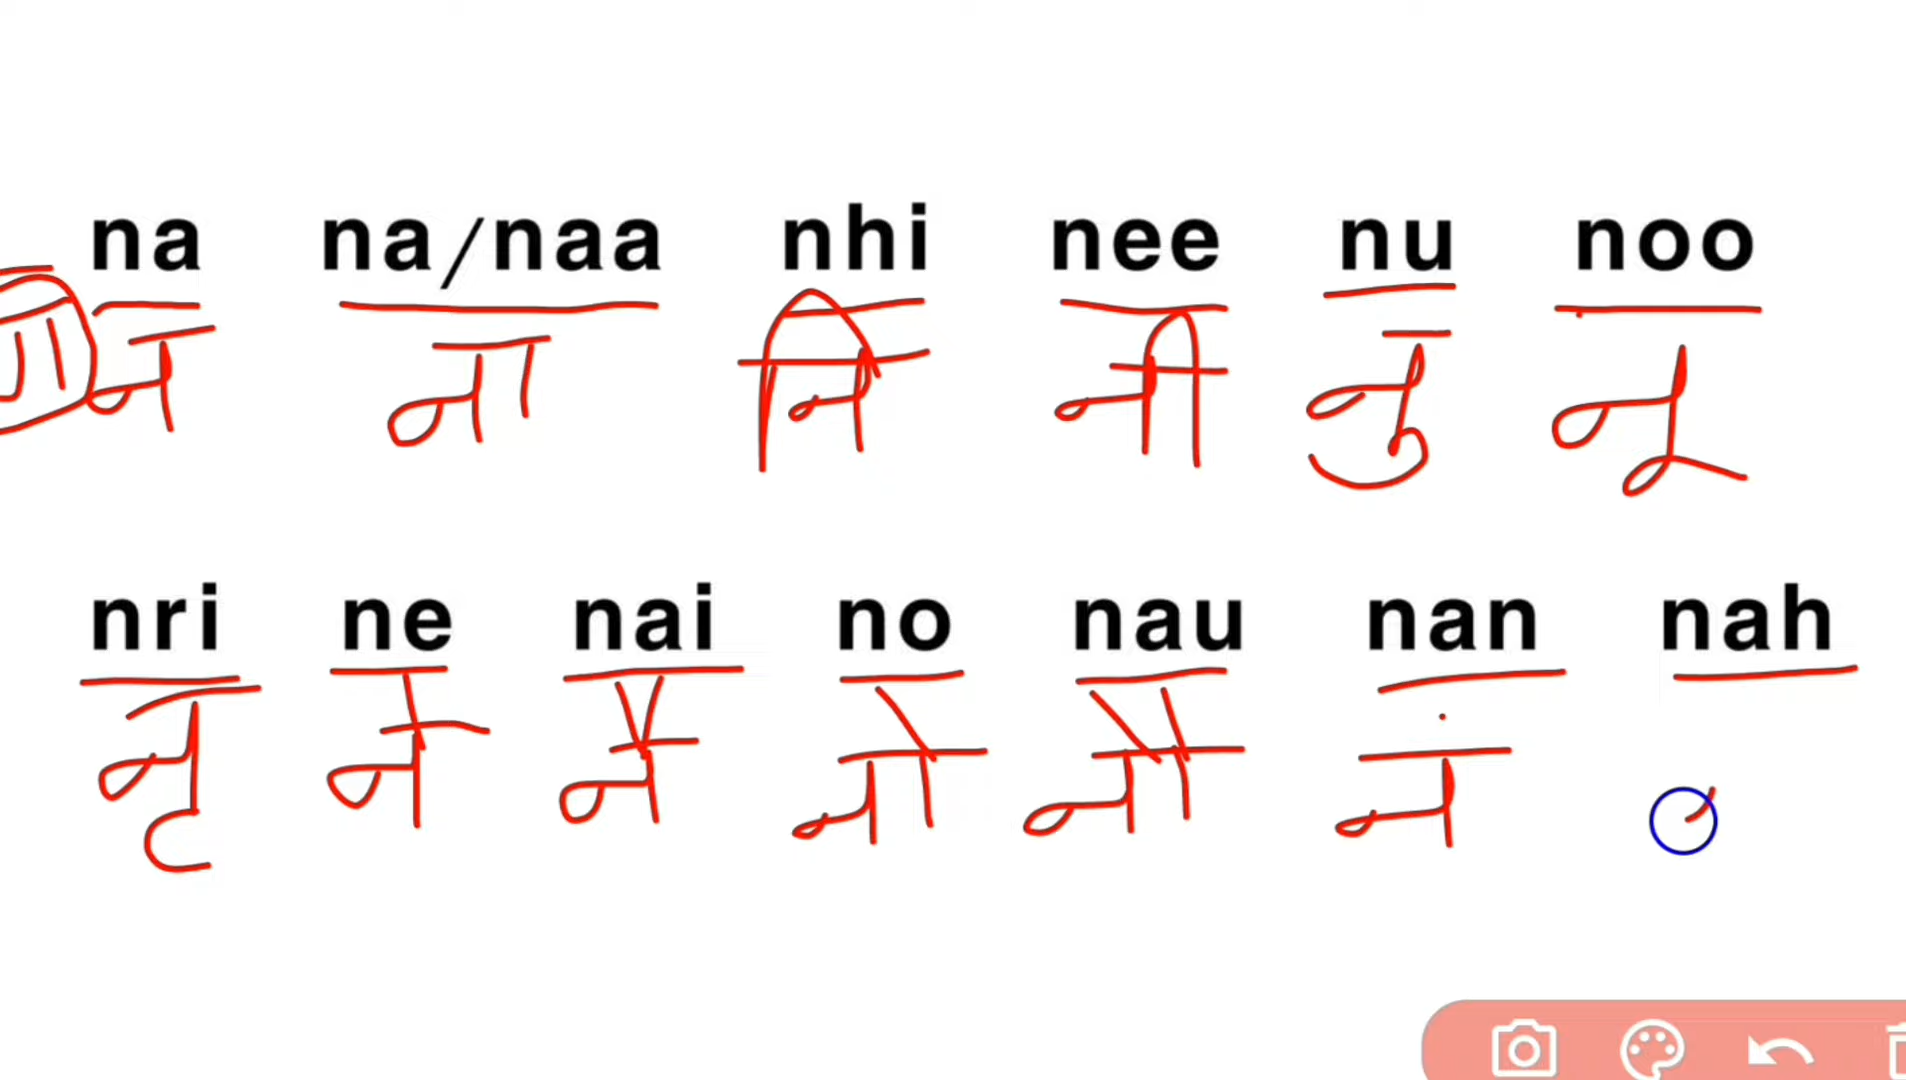 na na/naa nhi nee nu noo
न ना नि नी नु नू
nri ne nai no nau nan nah
नृ ने नै नो नौ नं